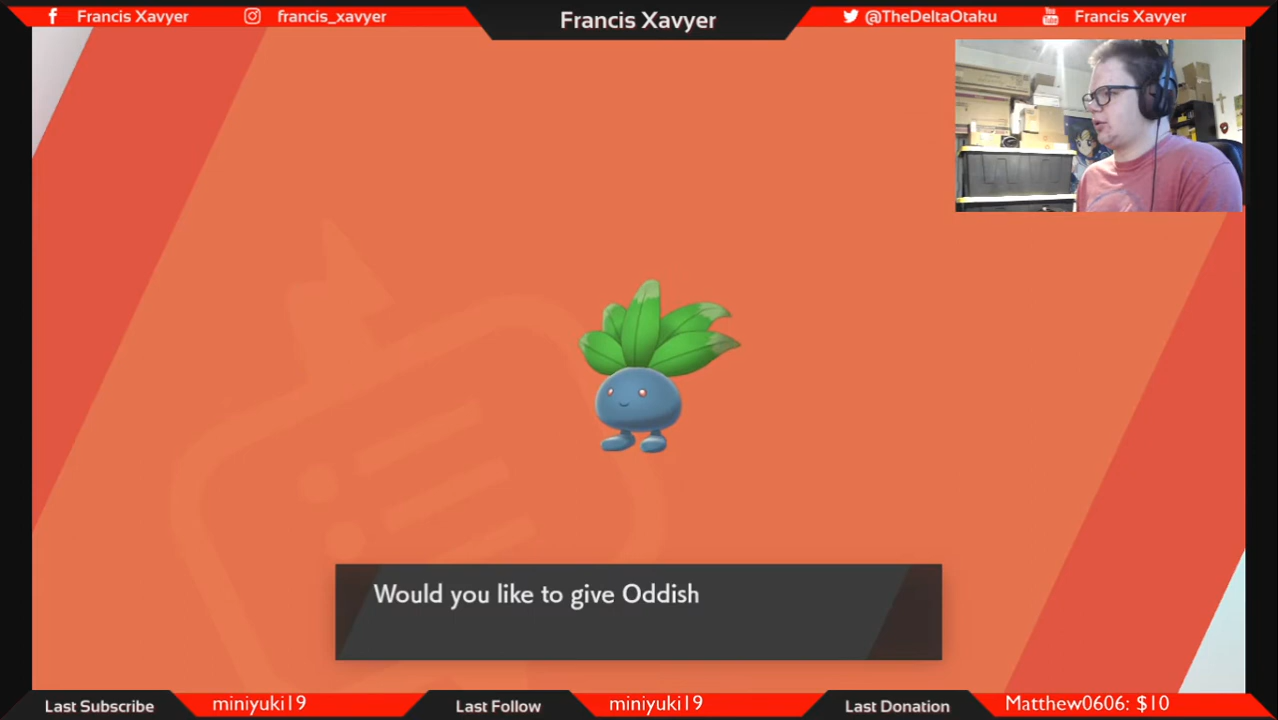 Francis Xavyer
francis_xavyer
Francis Xavyer
@TheDeltaOtaku
Francis Xavyer
Would you like to give Oddish
Last Subscribe
miniyuki19
Last Follow
miniyuki19
Last Donation
Matthew0606: $10